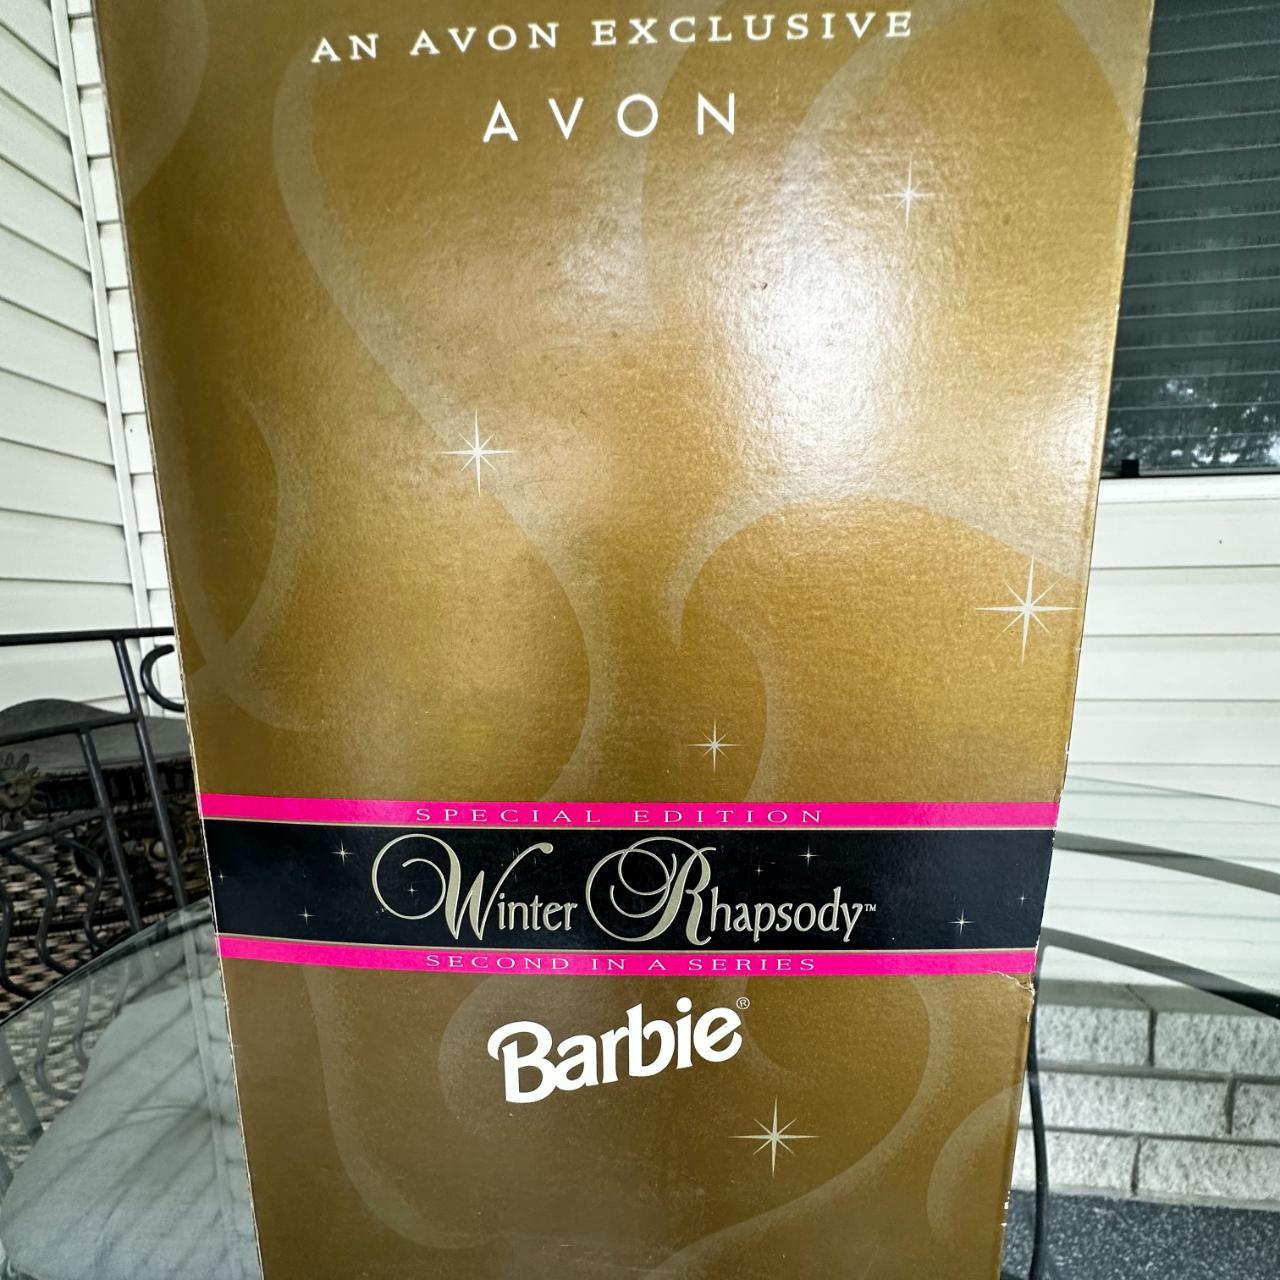 AN AVON EXCLUSIVE
AVON
SPECIAL EDITION
Winter Rhapsody™
SECOND IN A SERIES
Barbie®